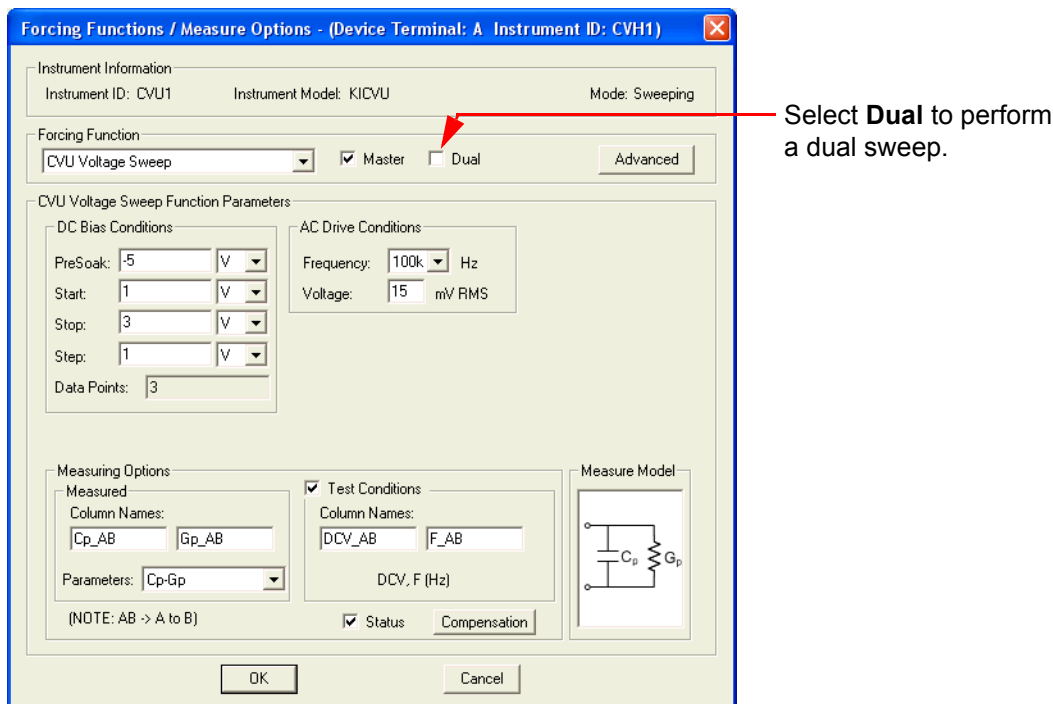 Forcing Functions / Measure Options - (Device Terminal: A Instrument ID: CVH1)
Instrument Information
Instrument ID: CVU1 Instrument Model: KICVU Mode: Sweeping
Forcing Function
CVU Voltage Sweep Master Dual Advanced
Select Dual to perform
a dual sweep.
CVU Voltage Sweep Function Parameters
DC Bias Conditions
PreSoak: -5 V
Start: 1 V
Stop: 3 V
Step: 1 V
Data Points: 3
AC Drive Conditions
Frequency: 100k Hz
Voltage: 15 mV RMS
Measuring Options
Measured
Column Names:
Cp_AB Gp_AB
Parameters: Cp-Gp
(NOTE: AB -> A to B)
Test Conditions
Column Names:
DCV_AB F_AB
DCV, F (Hz)
Status Compensation
Measure Model
Cp Gp
OK Cancel